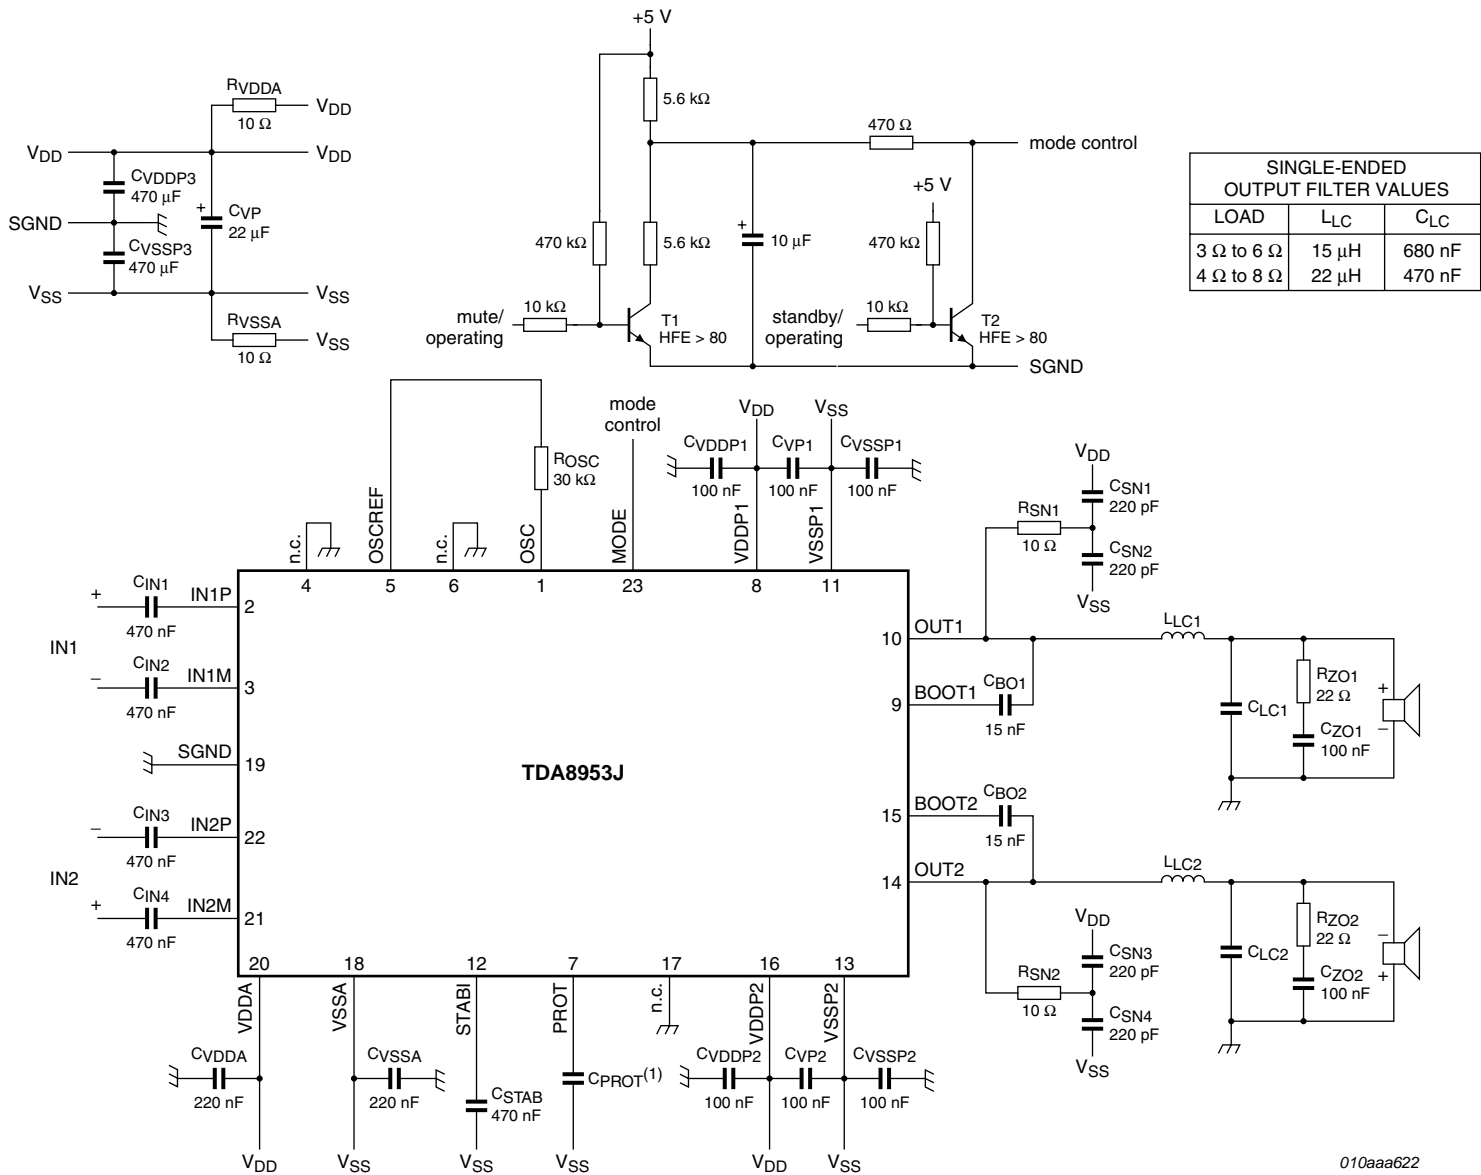 +5 V
RVDDA
10 Ω
VDD
VDD
VDD
CVDDP3
470 μF
SGND
+
CVP
22 μF
CVSSP3
470 μF
VSS
VSS
RVSSA
10 Ω
VSS
5.6 kΩ
470 Ω
mode control
+5 V
470 kΩ
5.6 kΩ
+
10 μF
470 kΩ
mute/
operating
10 kΩ
T1
HFE > 80
standby/
operating
10 kΩ
T2
HFE > 80
SGND
SINGLE-ENDED
OUTPUT FILTER VALUES
LOAD LLC CLC
3 Ω to 6 Ω 15 μH 680 nF
4 Ω to 8 Ω 22 μH 470 nF
mode
control
ROSC
30 kΩ
VDD
VSS
CVDDP1
100 nF
CVP1
100 nF
CVSSP1
100 nF
n.c.
OSCREF
n.c.
OSC
MODE
VDDP1
VSSP1
4
5
6
1
23
8
11
VDD
CSN1
220 pF
RSN1
10 Ω
CSN2
220 pF
VSS
+
CIN1
470 nF
IN1P
2
IN1
−
CIN2
470 nF
IN1M
3
SGND
19
−
CIN3
470 nF
IN2P
22
IN2
+
CIN4
470 nF
IN2M
21
TDA8953J
10
OUT1
LLC1
9
BOOT1
CBO1
15 nF
CLC1
RZO1
22 Ω
CZO1
100 nF
+
−
15
BOOT2
CBO2
15 nF
14
OUT2
LLC2
VDD
CSN3
220 pF
RSN2
10 Ω
CSN4
220 pF
VSS
CLC2
RZO2
22 Ω
CZO2
100 nF
−
+
20
18
12
7
17
16
13
VDDA
VSSA
STABI
PROT
n.c.
VDDP2
VSSP2
CVDDA
220 nF
CVSSA
220 nF
CSTAB
470 nF
CPROT(1)
CVDDP2
100 nF
CVP2
100 nF
CVSSP2
100 nF
VDD
VSS
VSS
VSS
VDD
VSS
010aaa622